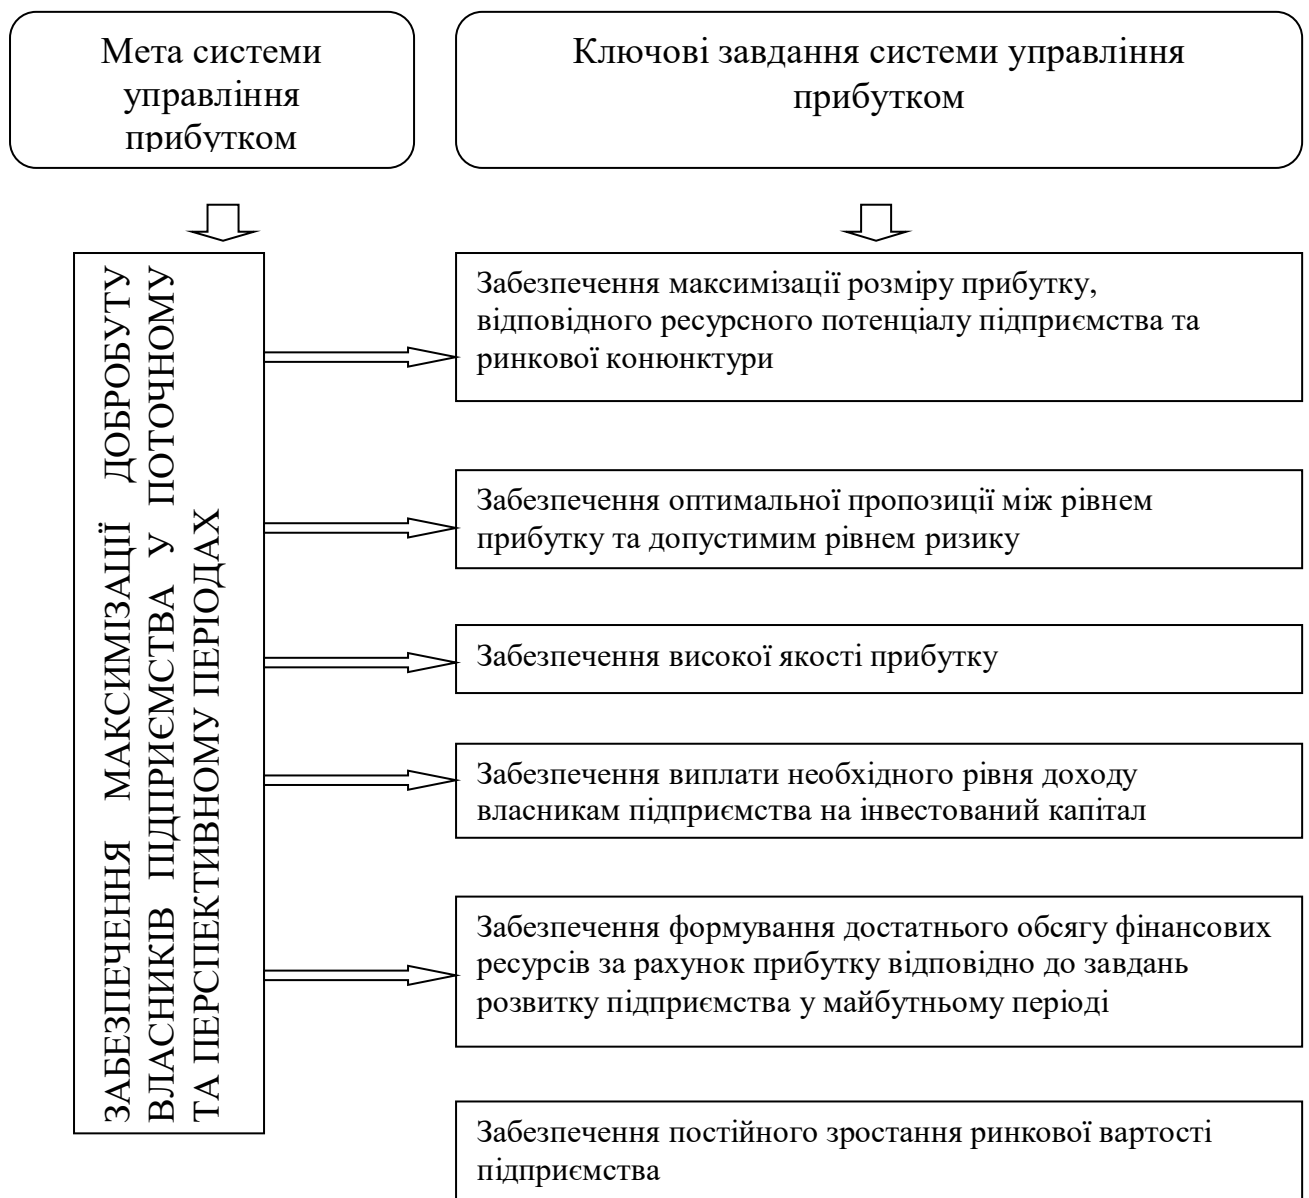 Мета системи
управління
прибутком
Ключові завдання системи управління
прибутком
ЗАБЕЗПЕЧЕННЯ МАКСИМІЗАЦІЇ ДОБРОБУТУ
ВЛАСНИКІВ ПІДПРИЄМСТВА У ПОТОЧНОМУ
ТА ПЕРСПЕКТИВНОМУ ПЕРІОДАХ
Забезпечення максимізації розміру прибутку,
відповідного ресурсного потенціалу підприємства та
ринкової конюнктури
Забезпечення оптимальної пропозиції між рівнем
прибутку та допустимим рівнем ризику
Забезпечення високої якості прибутку
Забезпечення виплати необхідного рівня доходу
власникам підприємства на інвестований капітал
Забезпечення формування достатнього обсягу фінансових
ресурсів за рахунок прибутку відповідно до завдань
розвитку підприємства у майбутньому періоді
Забезпечення постійного зростання ринкової вартості
підприємства